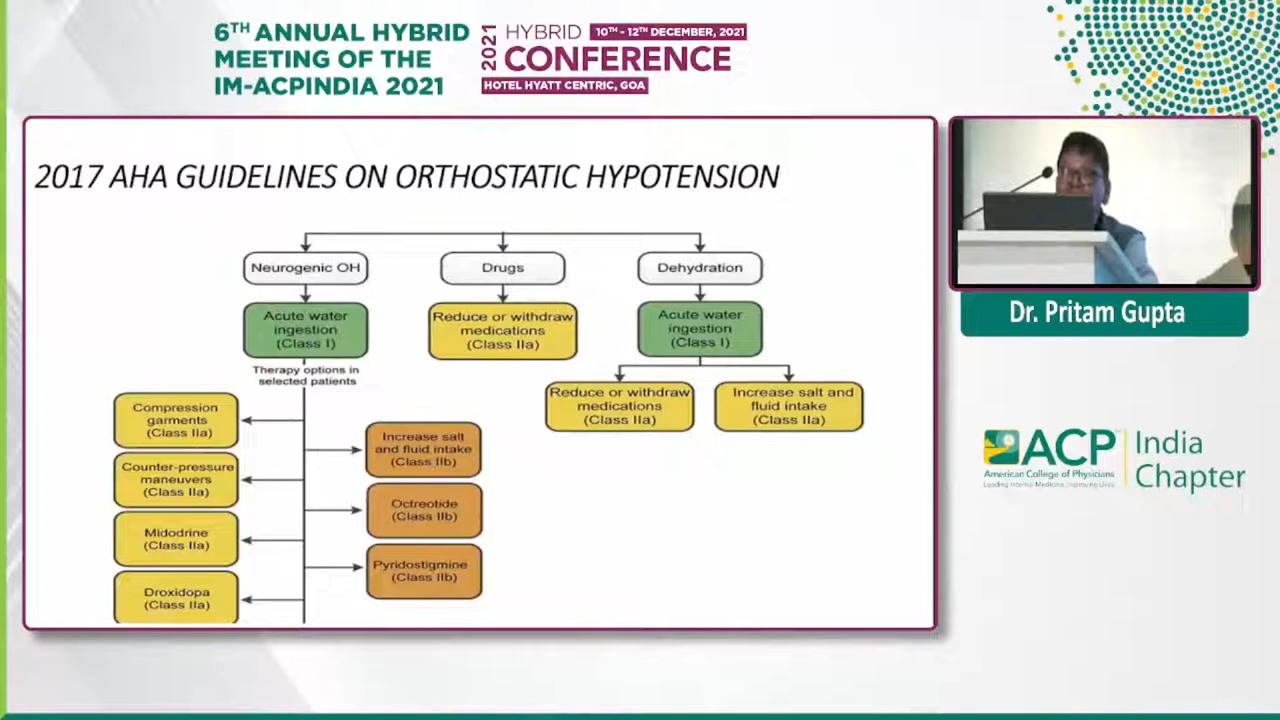 6TH ANNUAL HYBRID
MEETING OF THE
IM-ACPINDIA 2021
2021
HYBRID
10TH - 12TH DECEMBER, 2021
CONFERENCE
HOTEL HYATT CENTRIC, GOA
2017 AHA GUIDELINES ON ORTHOSTATIC HYPOTENSION
Neurogenic OH
Drugs
Dehydration
Acute water
ingestion
(Class I)
Reduce or withdraw
medications
(Class IIa)
Acute water
ingestion
(Class I)
Therapy options in
selected patients
Reduce or withdraw
medications
(Class IIa)
Increase salt and
fluid intake
(Class IIa)
Compression
garments
(Class IIa)
Increase salt
and fluid intake
(Class IIb)
Counter-pressure
maneuvers
(Class IIa)
Octreotide
(Class IIb)
Midodrine
(Class IIa)
Pyridostigmine
(Class IIb)
Droxidopa
(Class IIa)
Dr. Pritam Gupta
ACP
American College of Physicians
Leading Internal Medicine, Improving Lives
India
Chapter